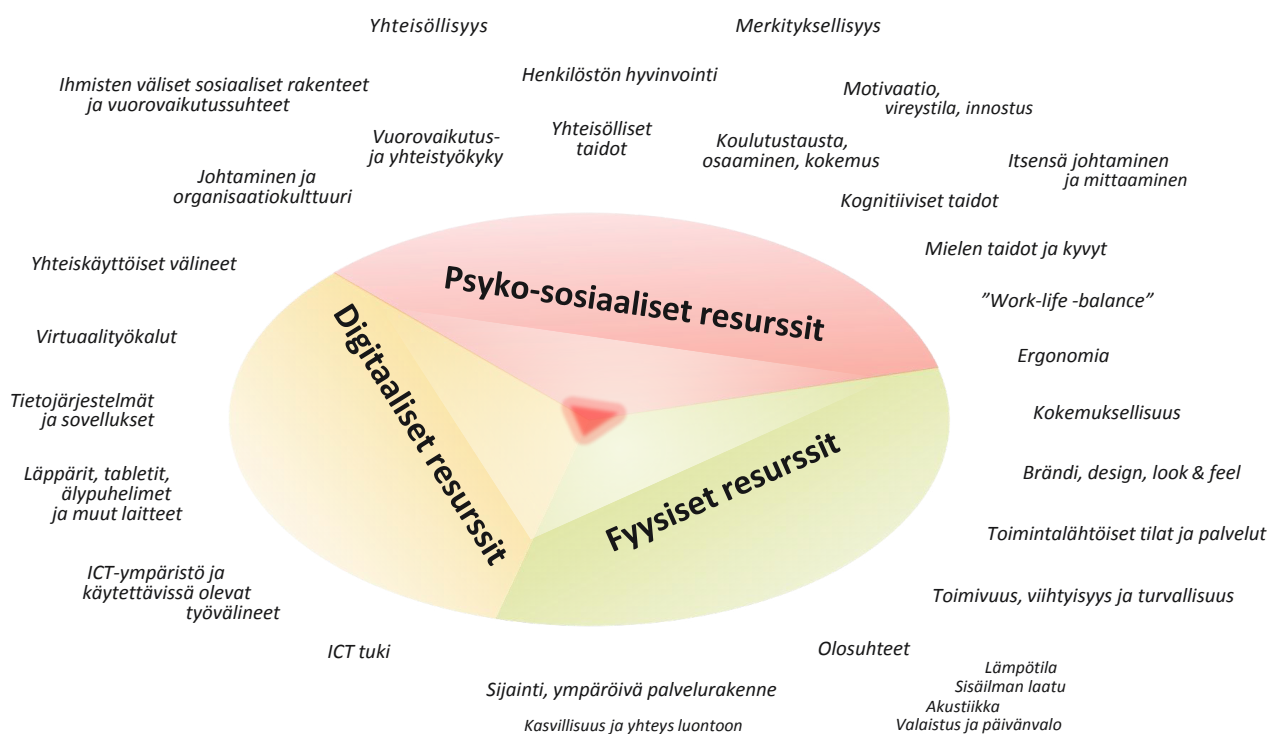 Yhteisöllisyys
Merkityksellisyys
Henkilöstön hyvinvointi
Ihmisten väliset sosiaaliset rakenteet
ja vuorovaikutussuhteet
Motivaatio,
vireystila, innostus
Vuorovaikutus-
ja yhteistyökyky
Yhteisölliset
taidot
Koulutustausta,
osaaminen, kokemus
Itsensä johtaminen
ja mittaaminen
Johtaminen ja
organisaatiokulttuuri
Kognitiiviset taidot
Mielen taidot ja kyvyt
Yhteiskäyttöiset välineet
Psyko-sosiaaliset resurssit
”Work-life -balance”
Virtuaalityökalut
Digitaaliset resurssit
Ergonomia
Tietojärjestelmät
ja sovellukset
Kokemuksellisuus
Läppärit, tabletit,
älypuhelimet
ja muut laitteet
Fyysiset resurssit
Brändi, design, look & feel
Toimintalähtöiset tilat ja palvelut
ICT-ympäristö ja
käytettävissä olevat
työvälineet
Toimivuus, viihtyisyys ja turvallisuus
ICT tuki
Olosuhteet
Lämpötila
Sisäilman laatu
Akustiikka
Valaistus ja päivänvalo
Sijainti, ympäröivä palvelurakenne
Kasvillisuus ja yhteys luontoon